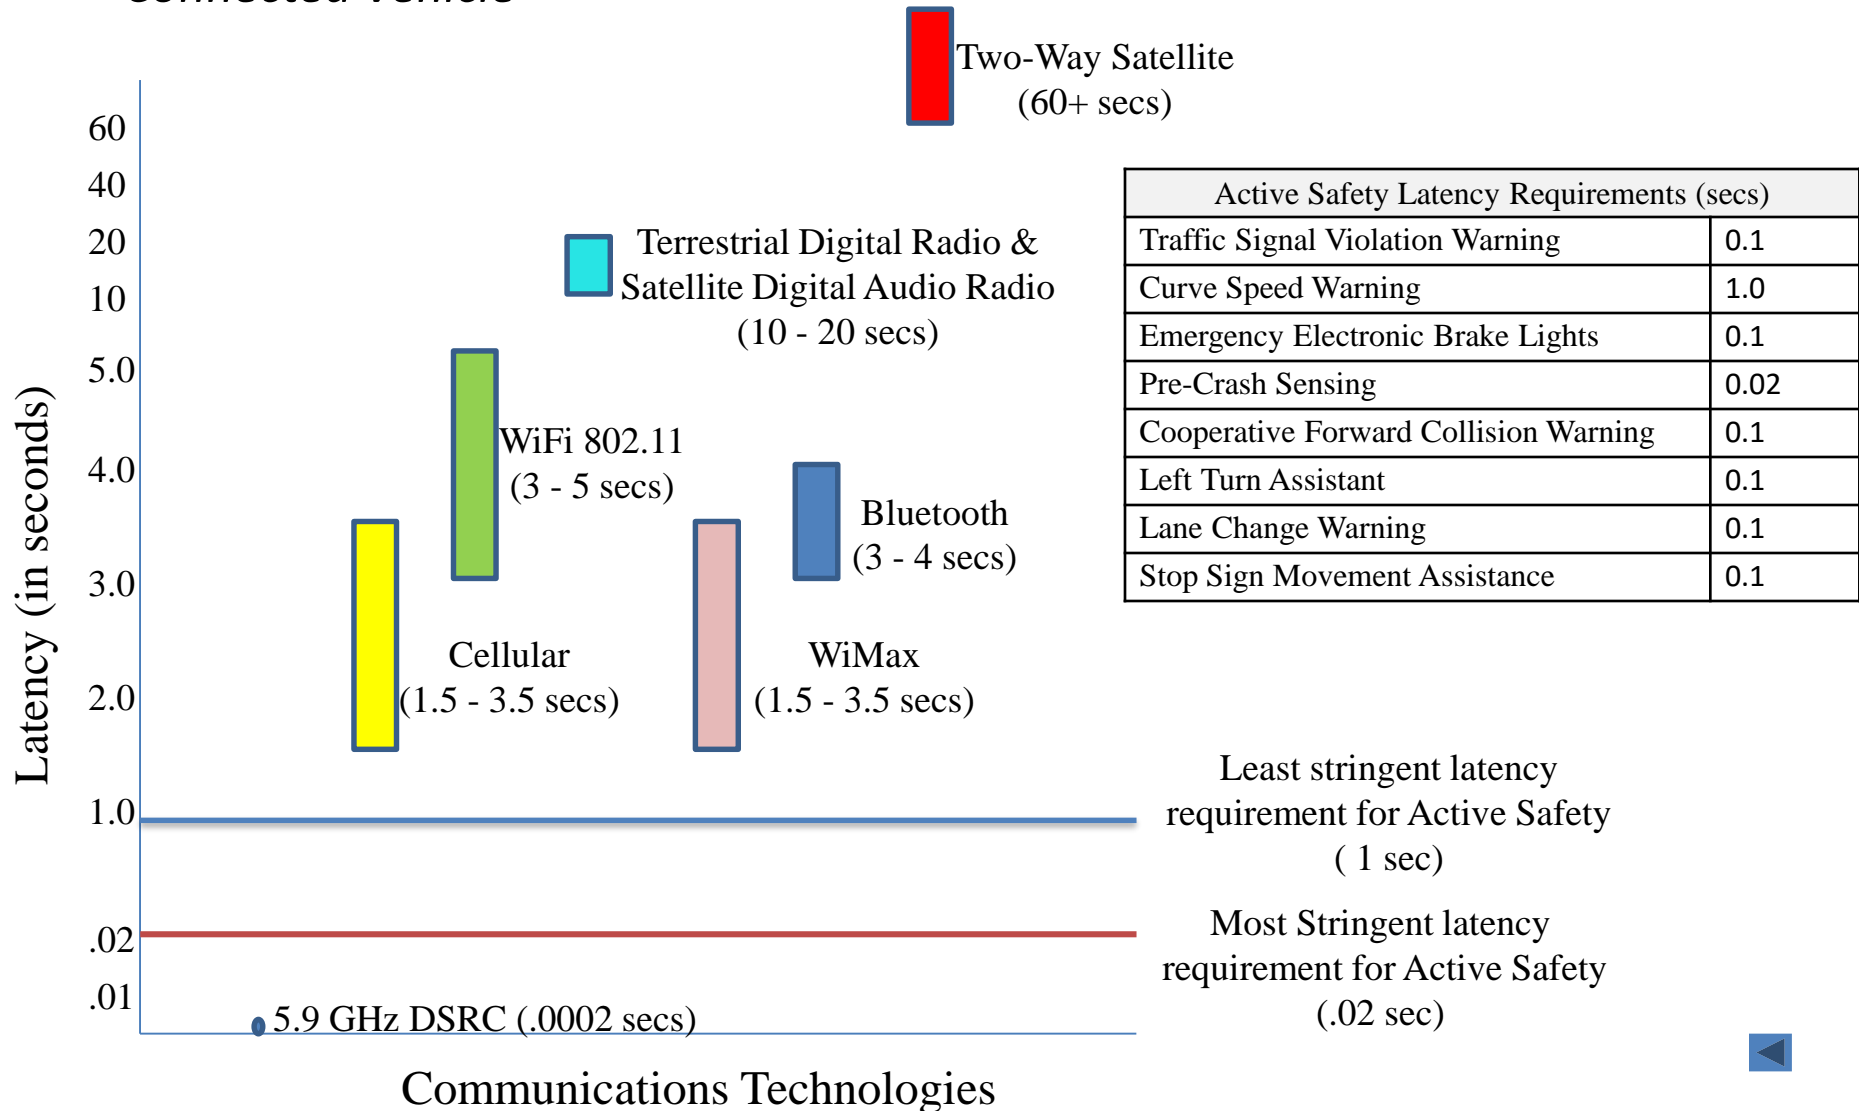 Connected Vehicle
Two-Way Satellite
(60+ secs)
60
40
20
10
5.0
4.0
3.0
2.0
1.0
.02
.01
Latency (in seconds)
Terrestrial Digital Radio &
Satellite Digital Audio Radio
(10 - 20 secs)
WiFi 802.11
(3 - 5 secs)
Bluetooth
(3 - 4 secs)
Cellular
(1.5 - 3.5 secs)
WiMax
(1.5 - 3.5 secs)
Active Safety Latency Requirements (secs)
Traffic Signal Violation Warning 0.1
Curve Speed Warning 1.0
Emergency Electronic Brake Lights 0.1
Pre-Crash Sensing 0.02
Cooperative Forward Collision Warning 0.1
Left Turn Assistant 0.1
Lane Change Warning 0.1
Stop Sign Movement Assistance 0.1
Least stringent latency
requirement for Active Safety
( 1 sec)
Most Stringent latency
requirement for Active Safety
(.02 sec)
5.9 GHz DSRC (.0002 secs)
Communications Technologies